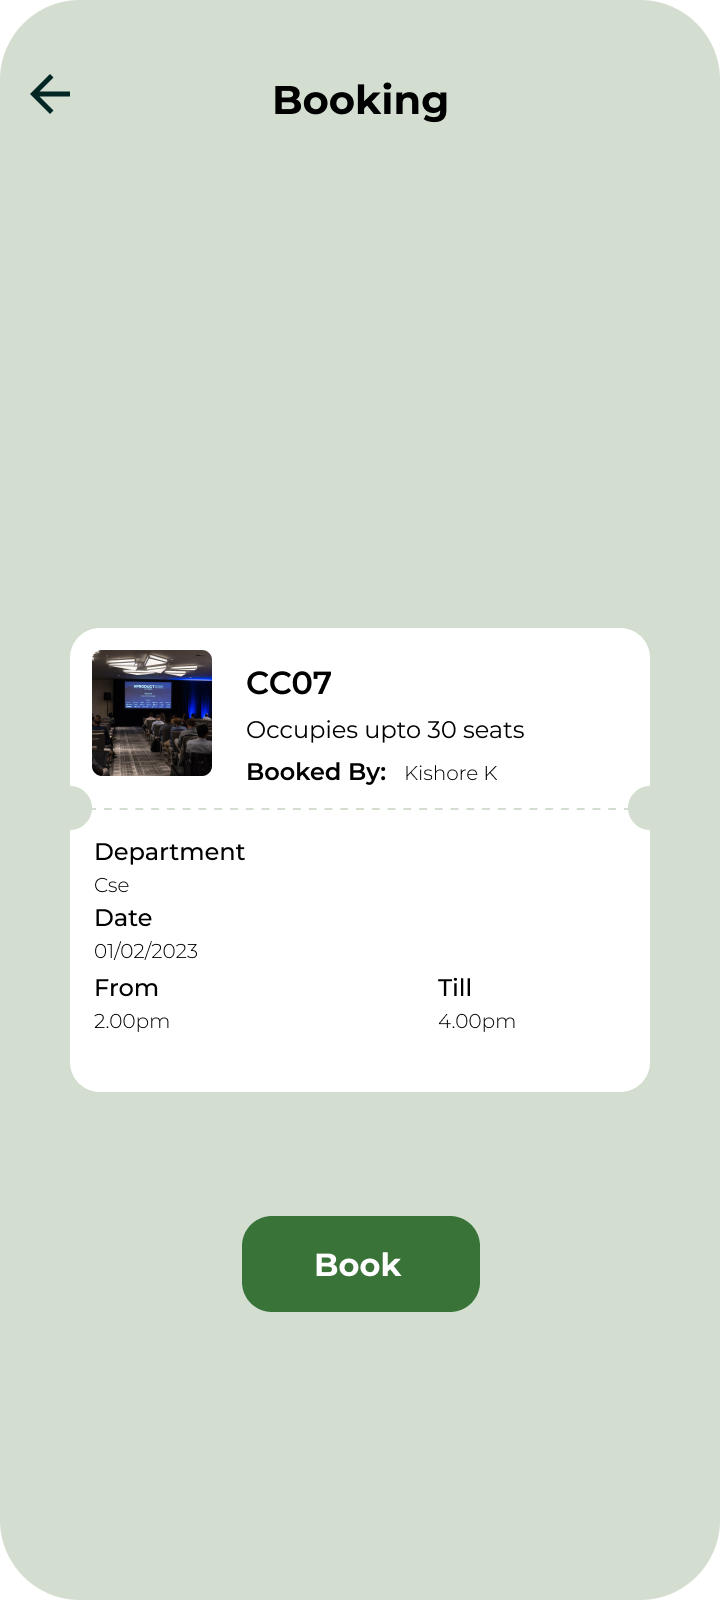 Booking
CC07
Occupies upto 30 seats
Booked By: Kishore K
Department
Cse
Date
01/02/2023
From Till
2.00pm 4.00pm
Book